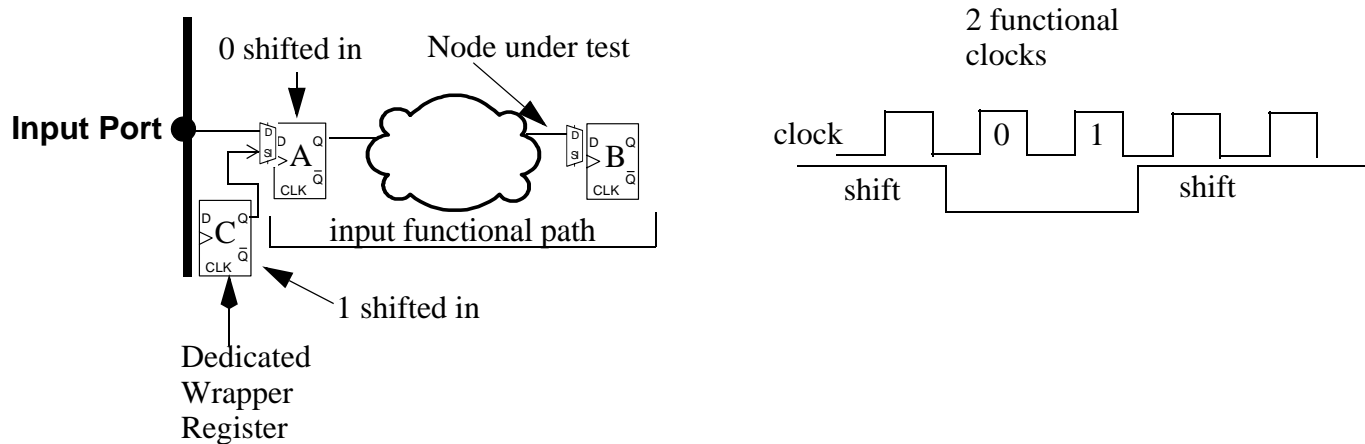 0 shifted in
Node under test
Input Port
D
SI
D
Q
A
Q
CLK
D
SI
D
Q
B
Q
CLK
D
Q
C
Q
CLK
input functional path
1 shifted in
Dedicated
Wrapper
Register
2 functional
clocks
clock
0
1
shift
shift